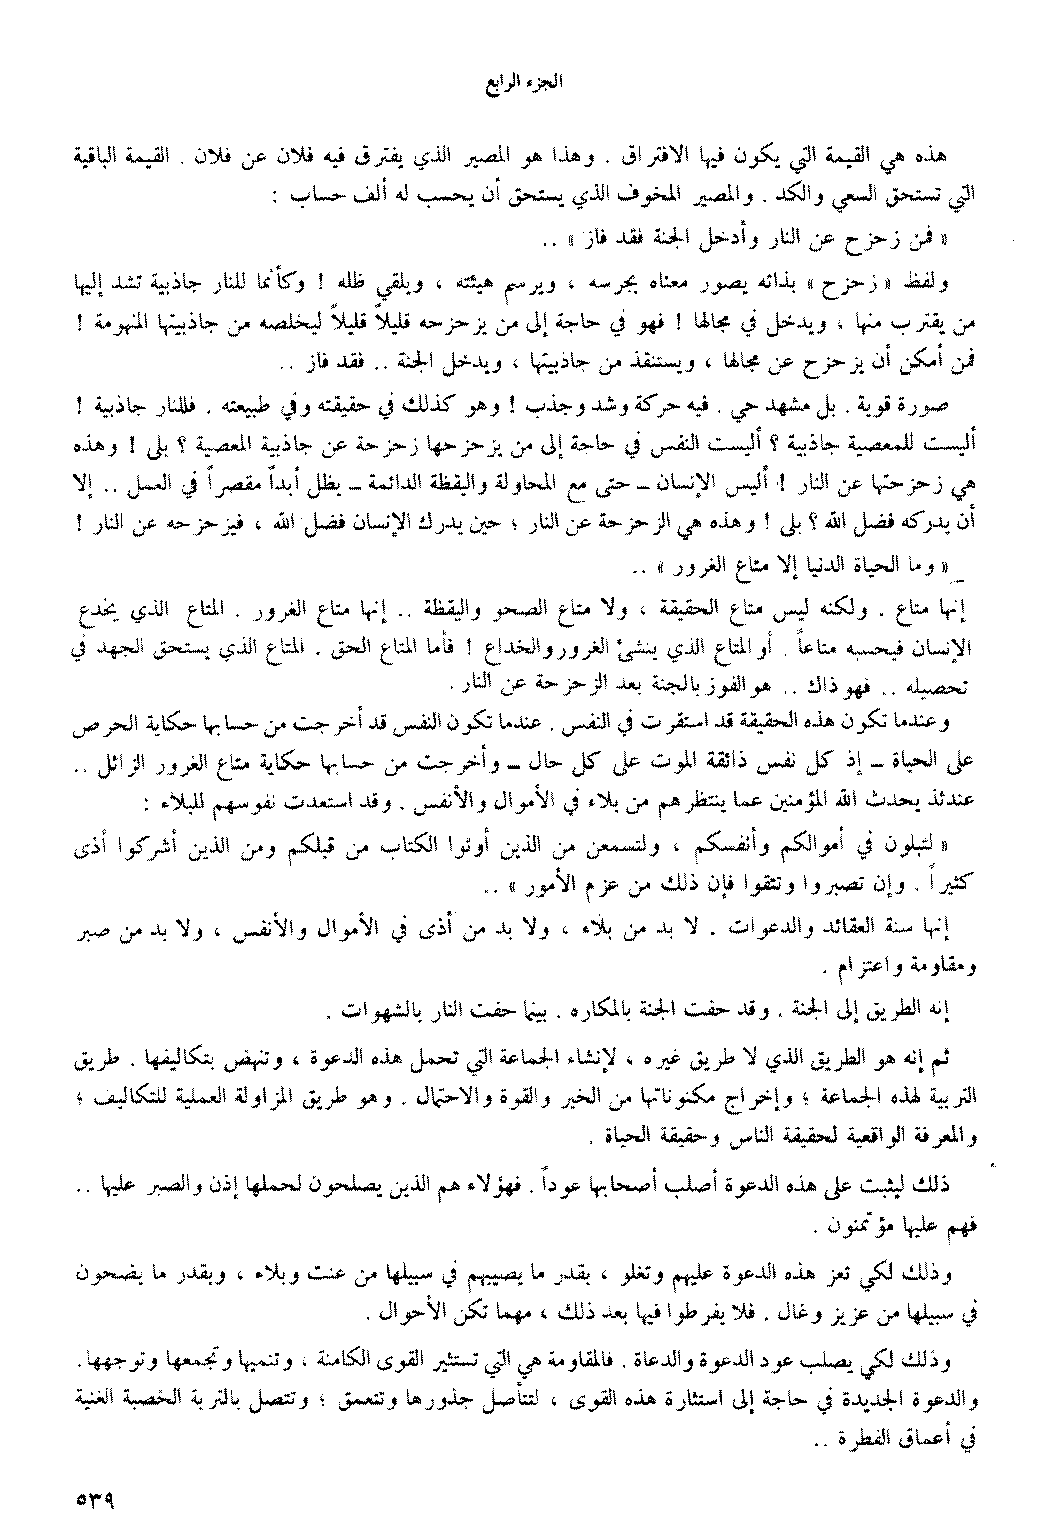 الجزء الرابع
هذه هي القيمة التي يكون فيها الافتراق . وهذا هو المصير الذي يفترق فيه فلان عن فلان . القيمة الباقية
التي تستحق السعي والكد . والمصير المخوف الذي يستحق أن يحسب له ألف حساب :
« فمن زحزح عن النار وأدخل الجنة فقد فاز » ..
ولفظ « زحزح » بذاته يصور معناه بجرسه ، ويرسم هيئته ، ويلقي ظله ! وكأنما للنار جاذبية تشد إليها
من يقترب منها ، ويدخل في مجالها ! فهو في حاجة إلى من يزحزحه قليلاً قليلاً ليخلصه من جاذبيتها المنهومة !
فمن أمكن أن يزحزح عن مجالها ، ويستنقذ من جاذبيتها ، ويدخل الجنة .. فقد فاز ..
صورة قوية . بل مشهد حي . فيه حركة وشد وجذب ! وهو كذلك في حقيقته وفي طبيعته . فللنار جاذبية !
أليست للمعصية جاذبية ؟ أليست النفس في حاجة إلى من يزحزحها زحزحة عن جاذبية المعصية ؟ بلى ! وهذه
هي زحزحتها عن النار ! أليس الإنسان – حتى مع المحاولة واليقظة الدائمة – يظل أبداً مقصراً في العمل .. إلا
أن يدركه فضل الله ؟ بلى ! وهذه هي الزحزحة عن النار ؛ حين يدرك الإنسان فضل الله ، فيزحزحه عن النار !
« وما الحياة الدنيا إلا متاع الغرور » ..
إنها متاع . ولكنه ليس متاع الحقيقة ، ولا متاع الصحو واليقظة .. إنها متاع الغرور . المتاع الذي يخدع
الإنسان فيحسبه متاعاً . أو المتاع الذي ينشئ الغرور والخداع ! فأما المتاع الحق . المتاع الذي يستحق الجهد في
تحصيله .. فهو ذاك .. هو الفوز بالجنة بعد الزحزحة عن النار .
وعندما تكون هذه الحقيقة قد استقرت في النفس . عندما تكون النفس قد أخرجت من حسابها حكاية الحرص
على الحياة – إذ كل نفس ذائقة الموت على كل حال – وأخرجت من حسابها حكاية متاع الغرور الزائل ..
عندئذ يحدث الله المؤمنين عما ينتظرهم من بلاء في الأموال والأنفس . وقد استعدت نفوسهم للبلاء :
« لتبلون في أموالكم وأنفسكم ، ولتسمعن من الذين أوتوا الكتاب من قبلكم ومن الذين أشركوا أذى
كثيراً . وإن تصبروا وتتقوا فإن ذلك من عزم الأمور » ..
إنها سنة العقائد والدعوات . لا بد من بلاء ، ولا بد من أذى في الأموال والأنفس ، ولا بد من صبر
ومقاومة واعتزام .
إنه الطريق إلى الجنة . وقد حفت الجنة بالمكاره . بينما حفت النار بالشهوات .
ثم إنه هو الطريق الذي لا طريق غيره ، لإنشاء الجماعة التي تحمل هذه الدعوة ، وتنهض بتكاليفها . طريق
التربية لهذه الجماعة ؛ وإخراج مكنوناتها من الخير والقوة والاحتمال . وهو طريق المزاولة العملية للتكاليف ؛
والمعرفة الواقعية لحقيقة الناس وحقيقة الحياة .
ذلك ليثبت على هذه الدعوة أصلب أصحابها عوداً . فهؤلاء هم الذين يصلحون لحملها إذن والصبر عليها ..
فهم عليها مؤتمنون .
وذلك لكي تعز هذه الدعوة عليهم وتغلو ، بقدر ما يصيبهم في سبيلها من عنت وبلاء ، وبقدر ما يضحون
في سبيلها من عزيز وغال . فلا يفرطوا فيها بعد ذلك ، مهما تكن الأحوال .
وذلك لكي يصلب عود الدعوة والدعاة . فالمقاومة هي التي تستثير القوى الكامنة ، وتنميها وتجمعها وتوجهها .
والدعوة الجديدة في حاجة إلى استثارة هذه القوى ، لتتأصل جذورها وتتعمق ؛ وتتصل بالتربة الخصبة الغنية
في أعماق الفطرة ..
٥٣٩